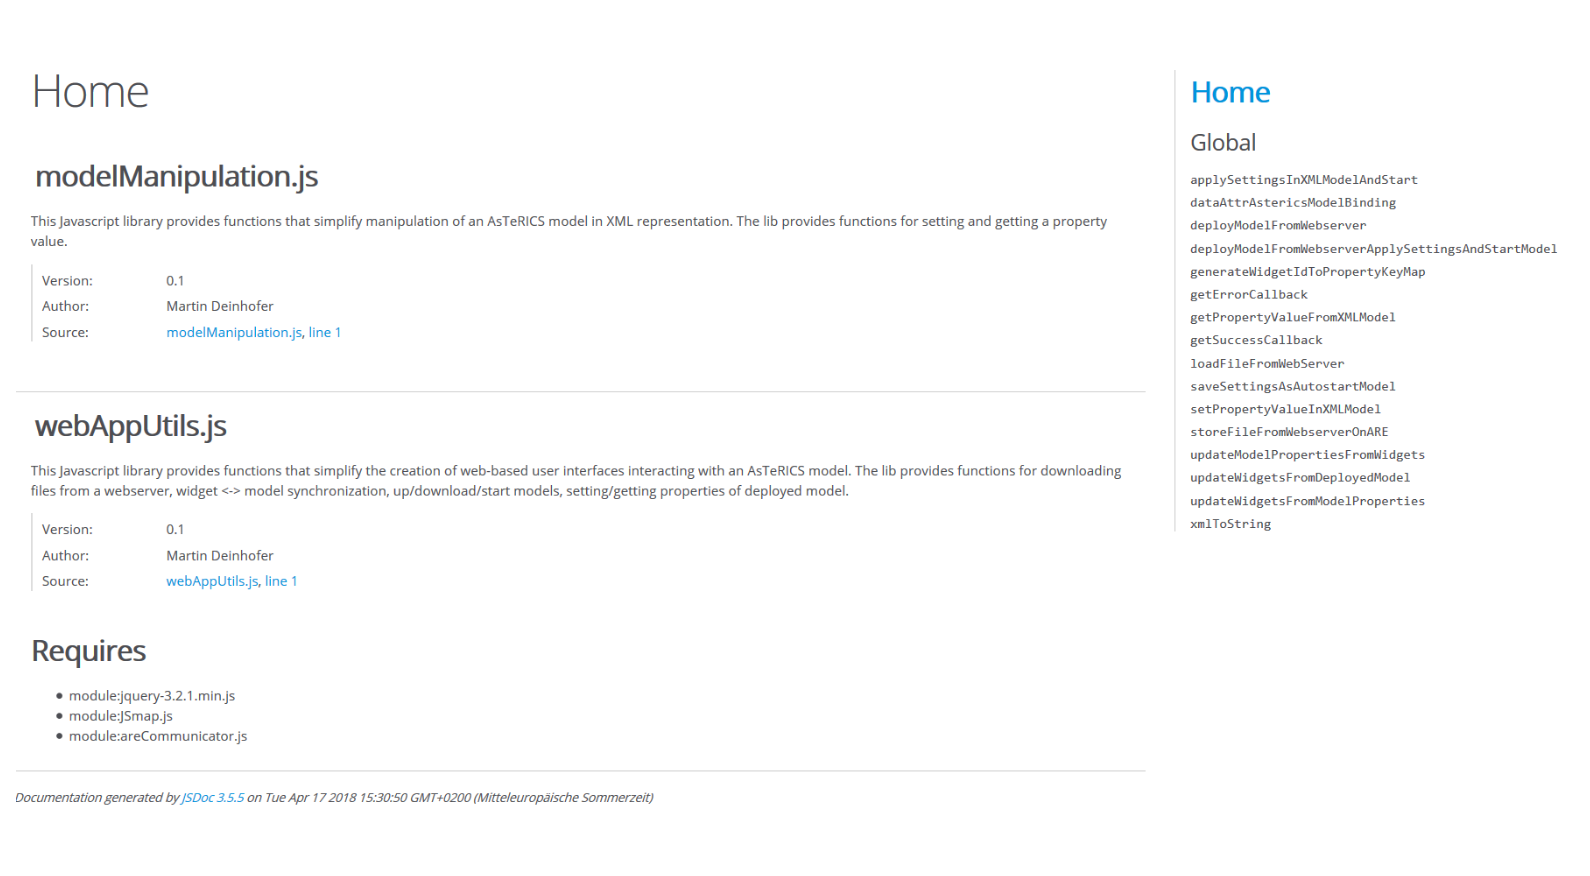 Home
modelManipulation.js
This Javascript library provides functions that simplify manipulation of an AsTeRICS model in XML representation. The lib provides functions for setting and getting a property
value.
Version: 0.1
Author: Martin Deinhofer
Source: modelManipulation.js, line 1
webAppUtils.js
This Javascript library provides functions that simplify the creation of web-based user interfaces interacting with an AsTeRICS model. The lib provides functions for downloading
files from a webserver, widget <-> model synchronization, up/download/start models, setting/getting properties of deployed model.
Version: 0.1
Author: Martin Deinhofer
Source: webAppUtils.js, line 1
Requires
• module:jquery-3.2.1.min.js
• module:JSmap.js
• module:areCommunicator.js
Documentation generated by JSDoc 3.5.5 on Tue Apr 17 2018 15:30:50 GMT+0200 (Mitteleuropäische Sommerzeit)
Home
Global
applySettingsInXMLModelAndStart
dataAttrAstericsModelBinding
deployModelFromWebserver
deployModelFromWebserverApplySettingsAndStartModel
generateWidgetIdToPropertyKeyMap
getErrorCallback
getPropertyValueFromXMLModel
getSuccessCallback
loadFileFromWebServer
saveSettingsAsAutostartModel
setPropertyValueInXMLModel
storeFileFromWebserverOnARE
updateModelPropertiesFromWidgets
updateWidgetsFromDeployedModel
updateWidgetsFromModelProperties
xmlToString